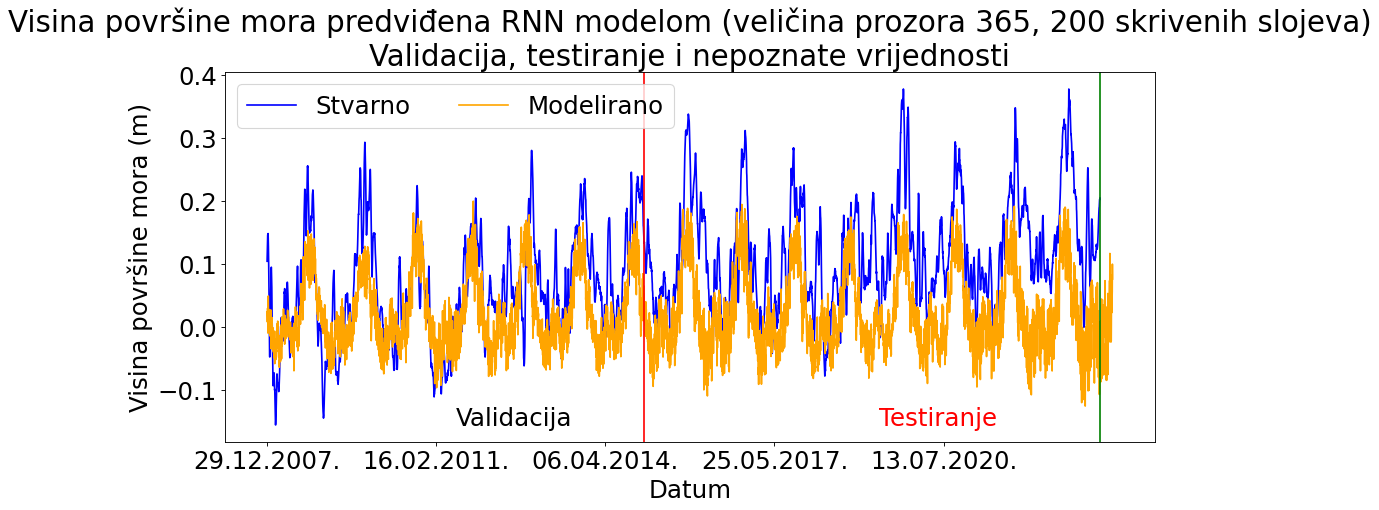 Visina površine mora predviđena RNN modelom (veličina prozora 365, 200 skrivenih slojeva)
Validacija, testiranje i nepoznate vrijednosti
Stvarno Modelirano
Visina površine mora (m)
0.4
0.3
0.2
0.1
0.0
−0.1
Validacija Testiranje
29.12.2007. 16.02.2011. 06.04.2014. 25.05.2017. 13.07.2020.
Datum